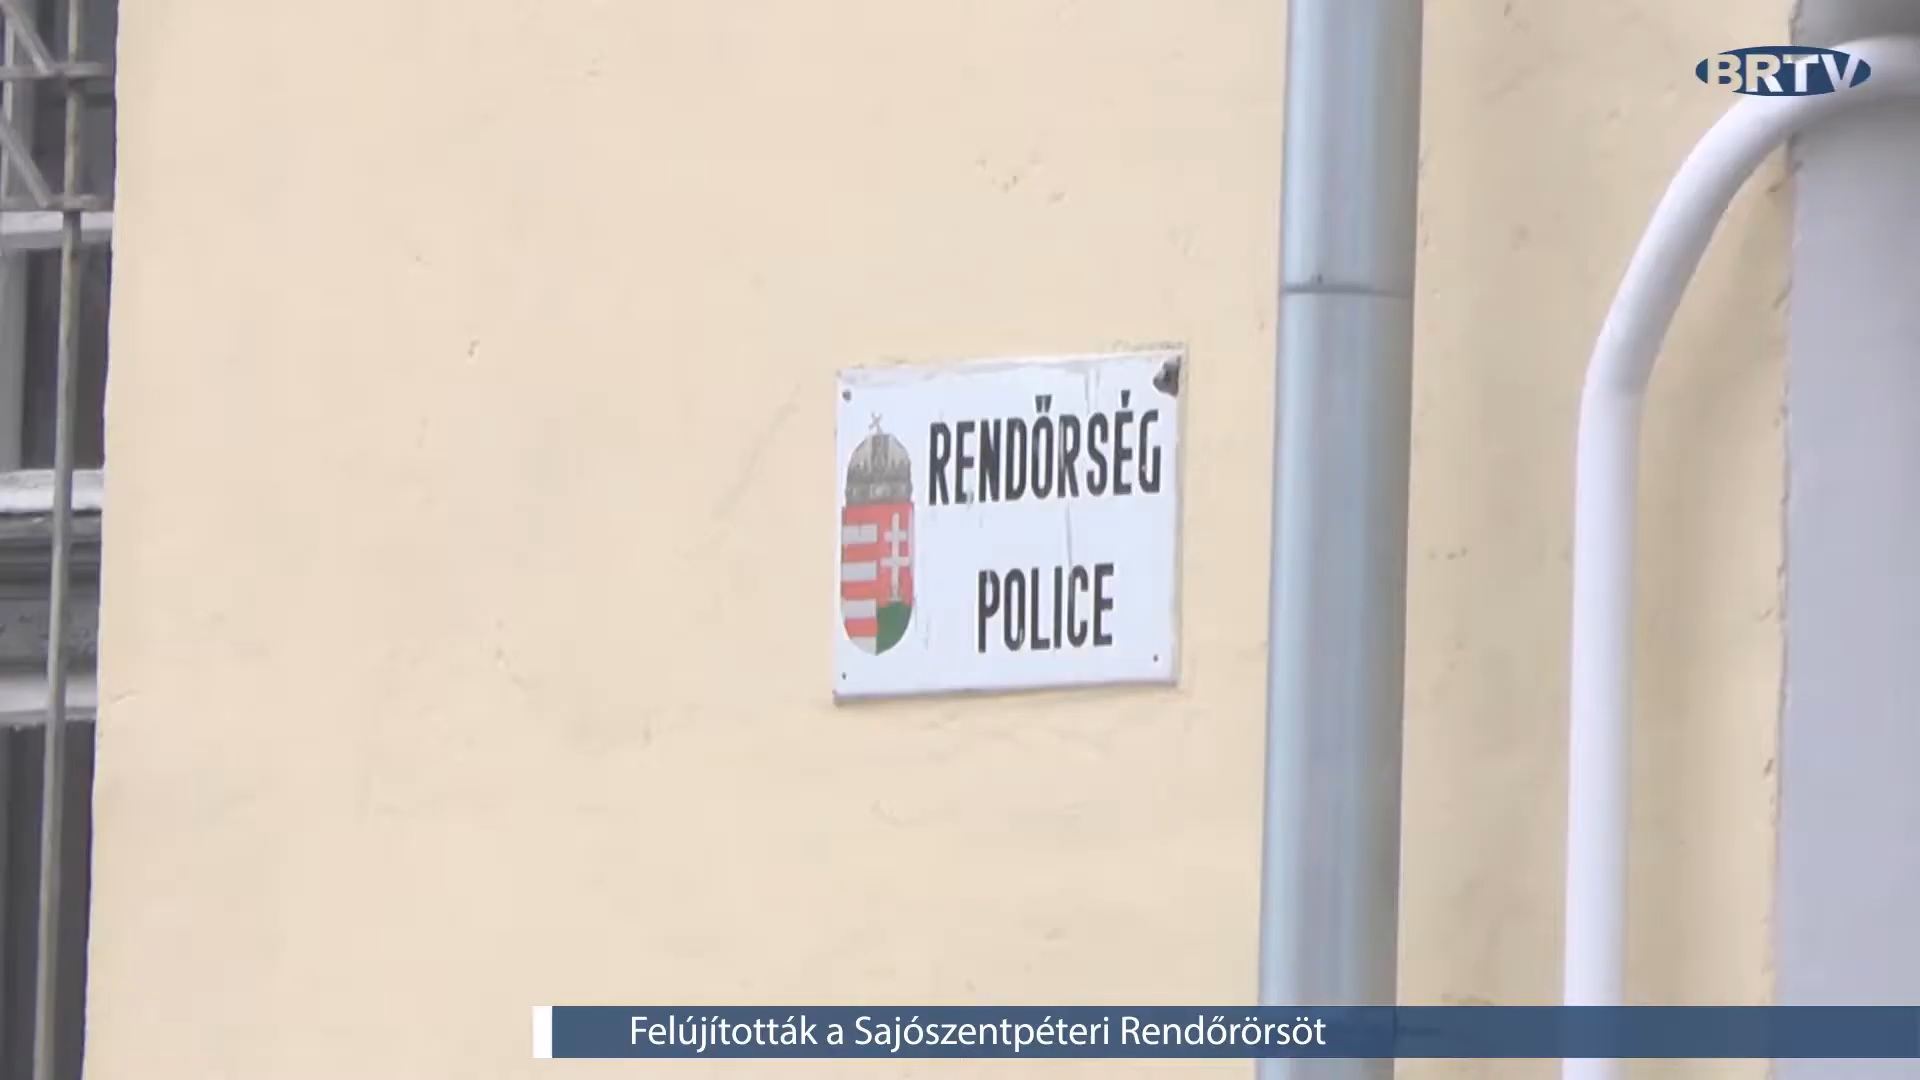 BRTV
RENDŐRSÉG
POLICE
Felújították a Sajószentpéteri Rendőrörsöt